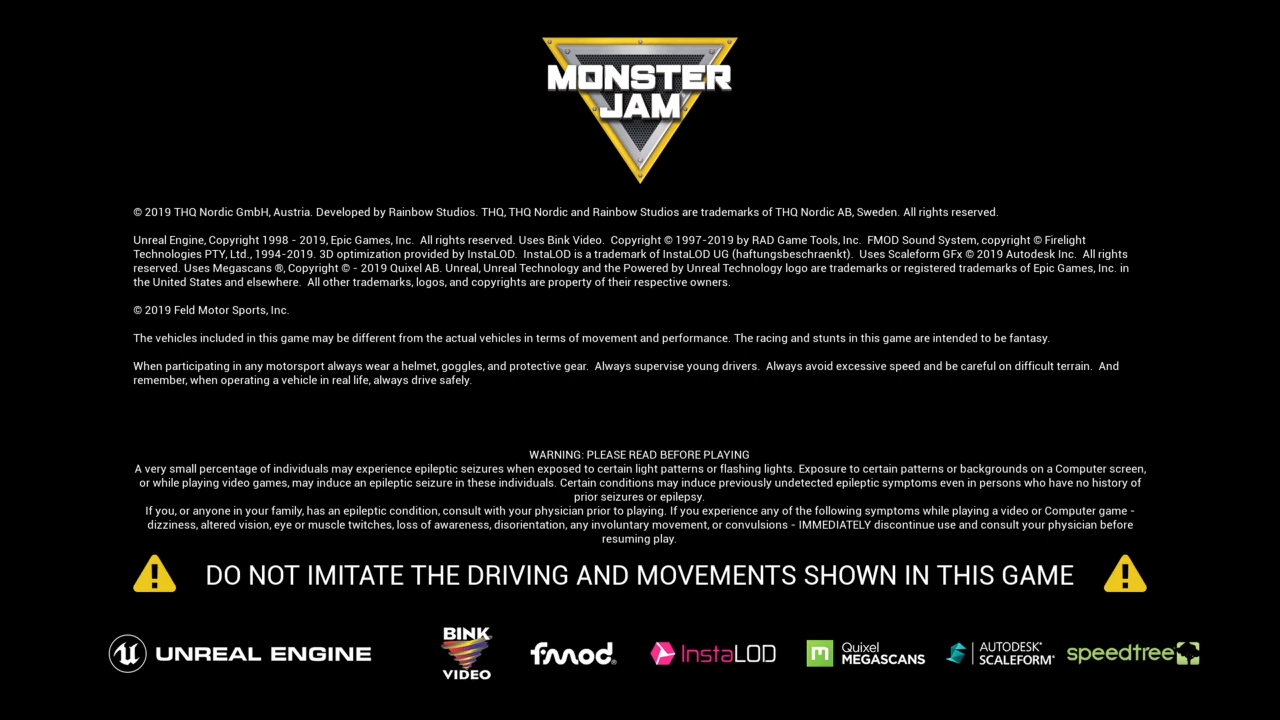 MONSTER
JAM
© 2019 THQ Nordic GmbH, Austria. Developed by Rainbow Studios. THQ, THQ Nordic and Rainbow Studios are trademarks of THQ Nordic AB, Sweden. All rights reserved.
Unreal Engine, Copyright 1998 - 2019, Epic Games, Inc.  All rights reserved. Uses Bink Video.  Copyright © 1997-2019 by RAD Game Tools, Inc.  FMOD Sound System, copyright © Firelight
Technologies PTY, Ltd., 1994-2019. 3D optimization provided by InstaLOD.  InstaLOD is a trademark of InstaLOD UG (haftungsbeschraenkt).  Uses Scaleform GFx © 2019 Autodesk Inc.  All rights
reserved. Uses Megascans ®, Copyright © - 2019 Quixel AB. Unreal, Unreal Technology and the Powered by Unreal Technology logo are trademarks or registered trademarks of Epic Games, Inc. in
the United States and elsewhere.  All other trademarks, logos, and copyrights are property of their respective owners.
© 2019 Feld Motor Sports, Inc.
The vehicles included in this game may be different from the actual vehicles in terms of movement and performance. The racing and stunts in this game are intended to be fantasy.
When participating in any motorsport always wear a helmet, goggles, and protective gear.  Always supervise young drivers.  Always avoid excessive speed and be careful on difficult terrain.  And
remember, when operating a vehicle in real life, always drive safely.
WARNING: PLEASE READ BEFORE PLAYING
A very small percentage of individuals may experience epileptic seizures when exposed to certain light patterns or flashing lights. Exposure to certain patterns or backgrounds on a Computer screen,
or while playing video games, may induce an epileptic seizure in these individuals. Certain conditions may induce previously undetected epileptic symptoms even in persons who have no history of
prior seizures or epilepsy.
If you, or anyone in your family, has an epileptic condition, consult with your physician prior to playing. If you experience any of the following symptoms while playing a video or Computer game -
dizziness, altered vision, eye or muscle twitches, loss of awareness, disorientation, any involuntary movement, or convulsions - IMMEDIATELY discontinue use and consult your physician before
resuming play.
DO NOT IMITATE THE DRIVING AND MOVEMENTS SHOWN IN THIS GAME
UNREAL ENGINE
BINK
VIDEO
fmod®
InstaLOD
Quixel
MEGASCANS
AUTODESK®
SCALEFORM®
speedtree